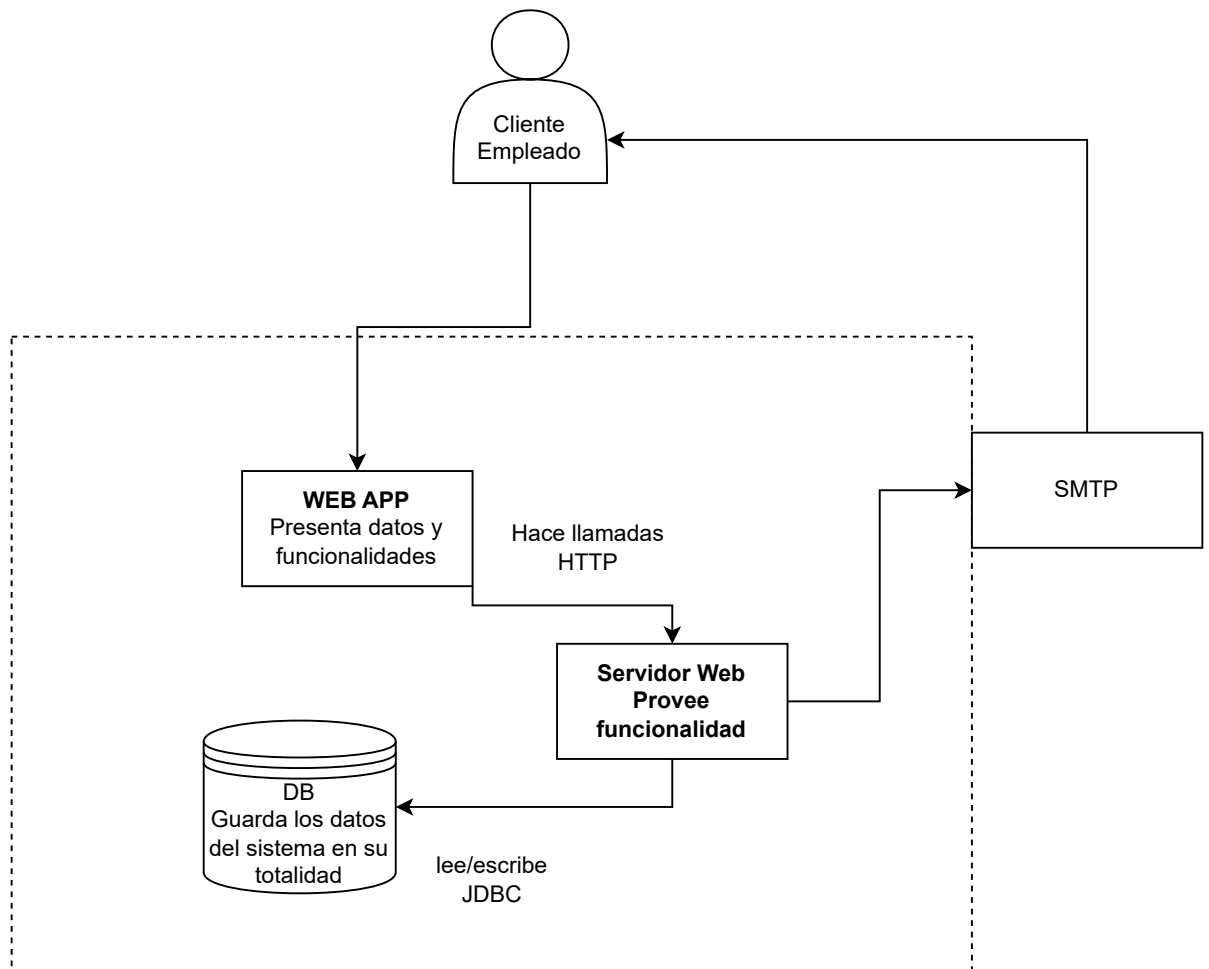 Cliente
Empleado
WEB APP
Presenta datos y
funcionalidades
Hace llamadas
HTTP
SMTP
Servidor Web
Provee
funcionalidad
DB
Guarda los datos
del sistema en su
totalidad
lee/escribe
JDBC